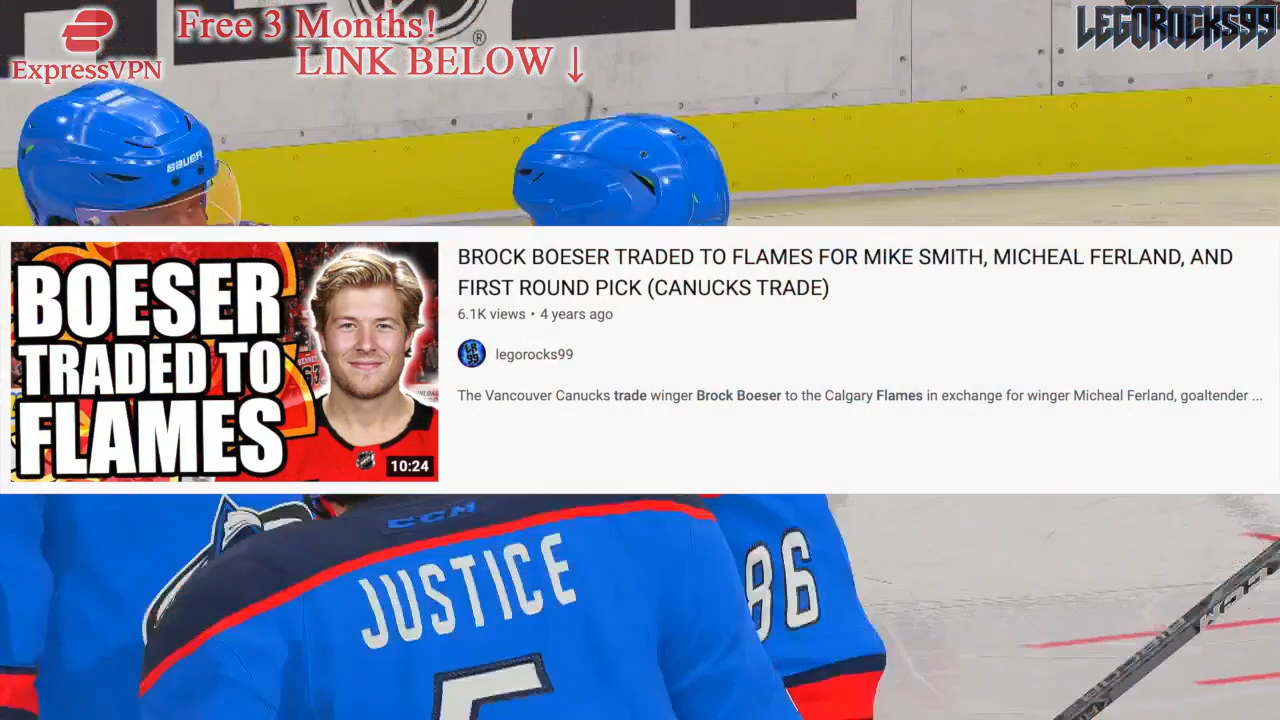 Free 3 Months!
LINK BELOW ↓
ExpressVPN
LEGOROCKS99
®
BAUER
BOESER
TRADED TO
FLAMES
10:24
BROCK BOESER TRADED TO FLAMES FOR MIKE SMITH, MICHEAL FERLAND, AND
FIRST ROUND PICK (CANUCKS TRADE)
6.1K views • 4 years ago
legorocks99
The Vancouver Canucks trade winger Brock Boeser to the Calgary Flames in exchange for winger Micheal Ferland, goaltender ...
CCM
JUSTICE
86
CCM